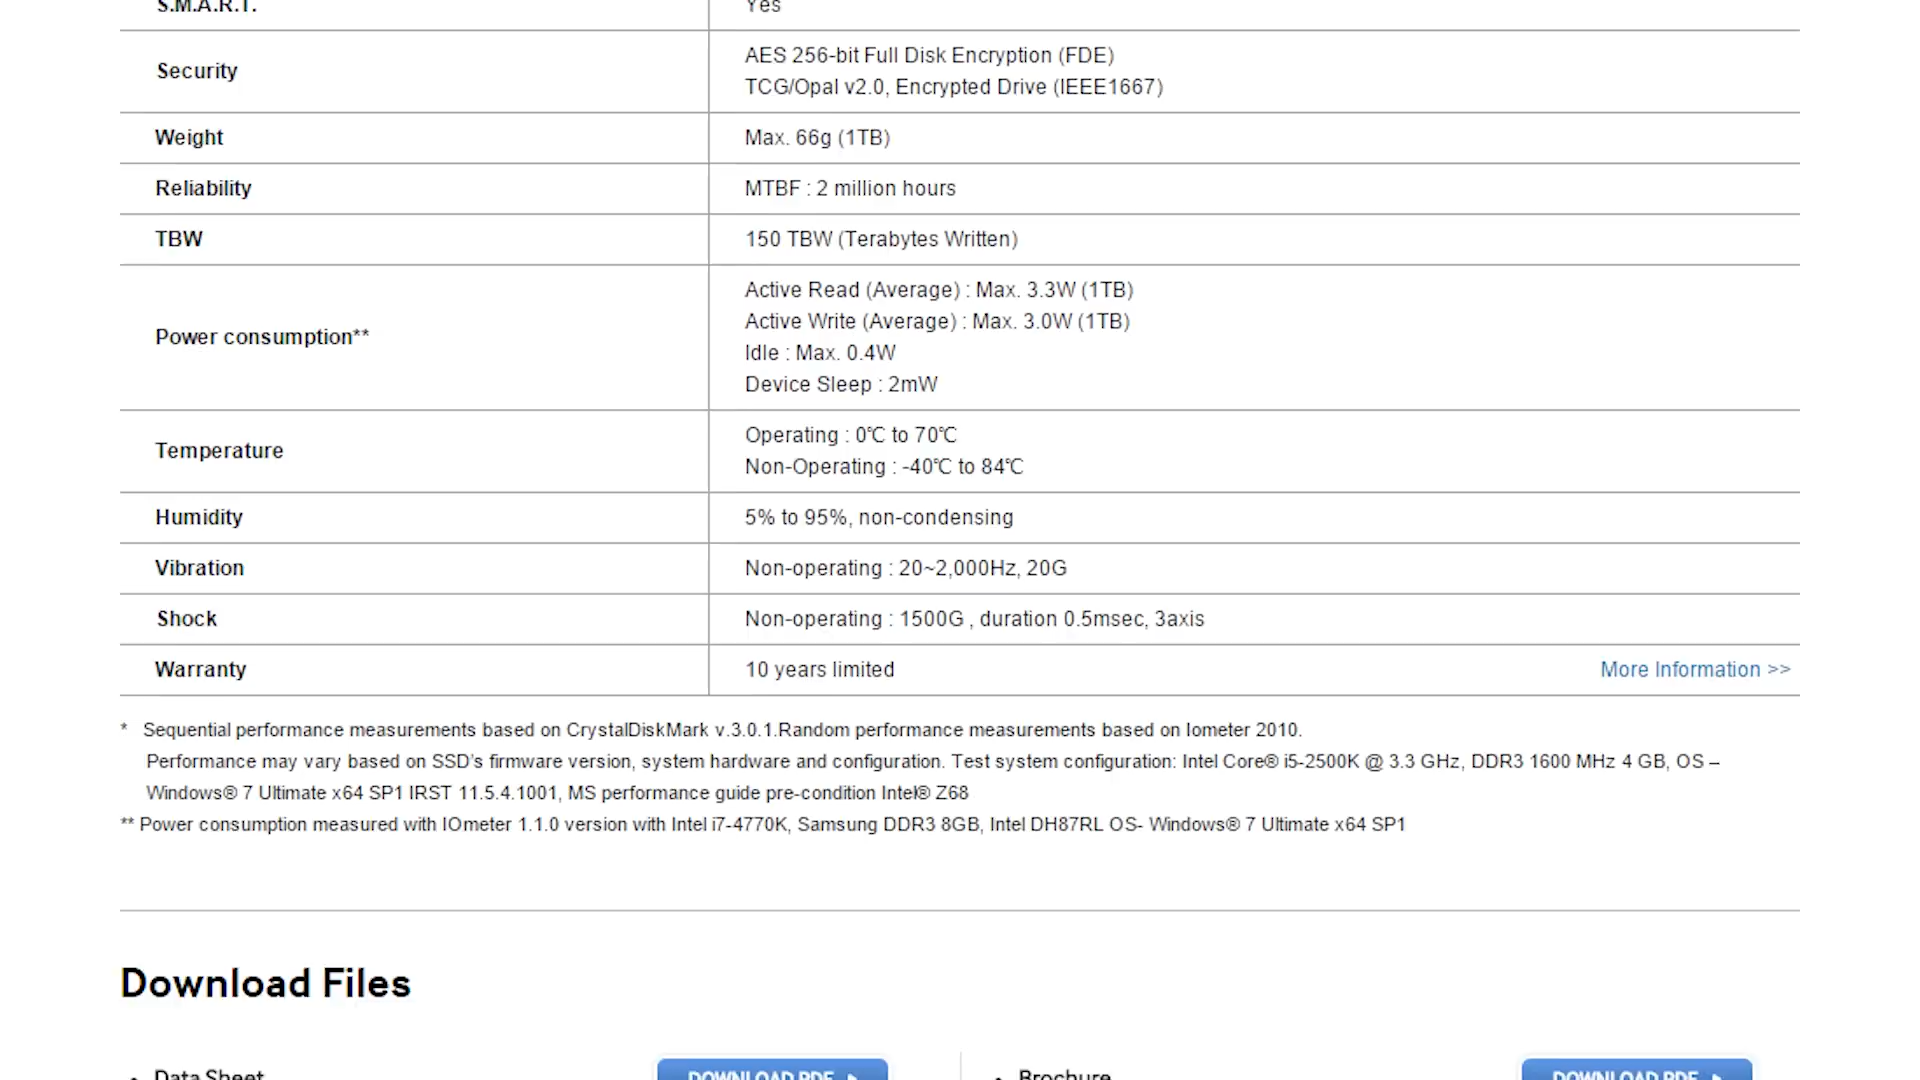 S.M.A.R.T. Yes
Security
AES 256-bit Full Disk Encryption (FDE)
TCG/Opal v2.0, Encrypted Drive (IEEE1667)
Weight Max. 66g (1TB)
Reliability MTBF : 2 million hours
TBW 150 TBW (Terabytes Written)
Power consumption**
Active Read (Average) : Max. 3.3W (1TB)
Active Write (Average) : Max. 3.0W (1TB)
Idle : Max. 0.4W
Device Sleep : 2mW
Temperature
Operating : 0℃ to 70℃
Non-Operating : -40℃ to 84℃
Humidity 5% to 95%, non-condensing
Vibration Non-operating : 20~2,000Hz, 20G
Shock Non-operating : 1500G , duration 0.5msec, 3axis
Warranty 10 years limited More Information >>
* Sequential performance measurements based on CrystalDiskMark v.3.0.1.Random performance measurements based on Iometer 2010.
Performance may vary based on SSD's firmware version, system hardware and configuration. Test system configuration: Intel Core® i5-2500K @ 3.3 GHz, DDR3 1600 MHz 4 GB, OS –
Windows® 7 Ultimate x64 SP1 IRST 11.5.4.1001, MS performance guide pre-condition Intel® Z68
** Power consumption measured with IOmeter 1.1.0 version with Intel i7-4770K, Samsung DDR3 8GB, Intel DH87RL OS- Windows® 7 Ultimate x64 SP1
Download Files
• Data Sheet DOWNLOAD PDF • Brochure DOWNLOAD PDF